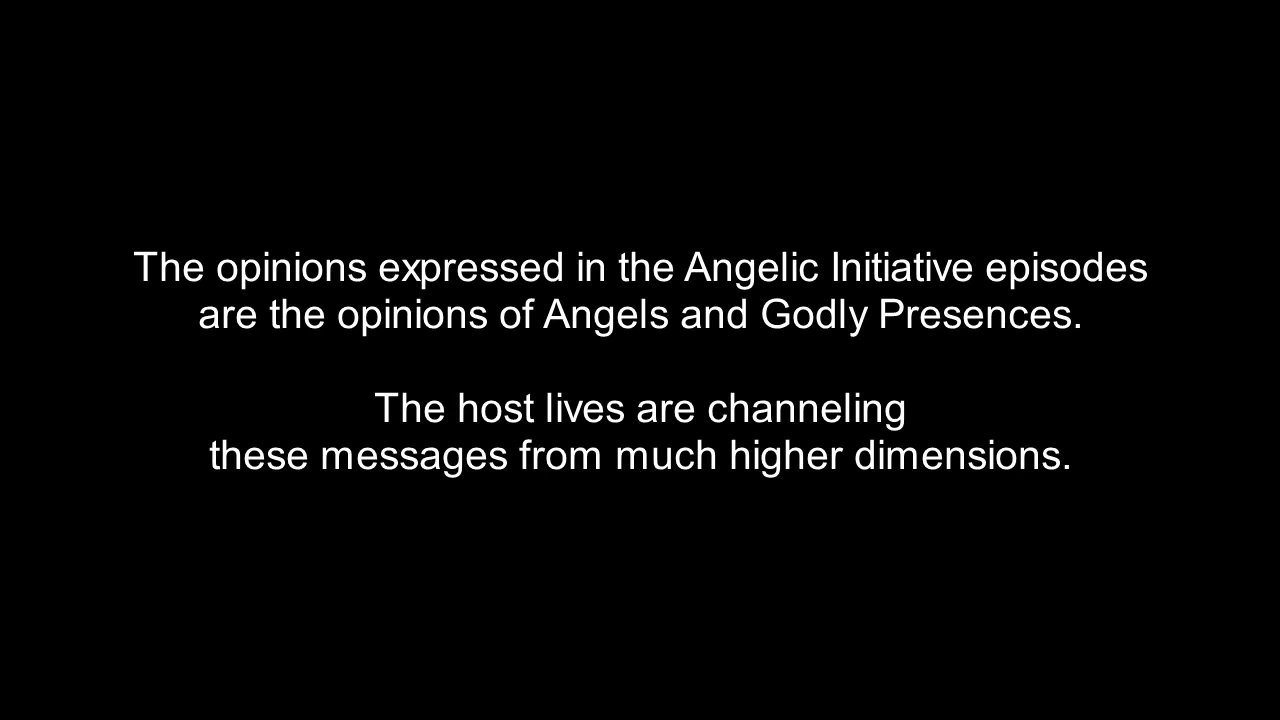 The opinions expressed in the Angelic Initiative episodes
are the opinions of Angels and Godly Presences.
The host lives are channeling
these messages from much higher dimensions.